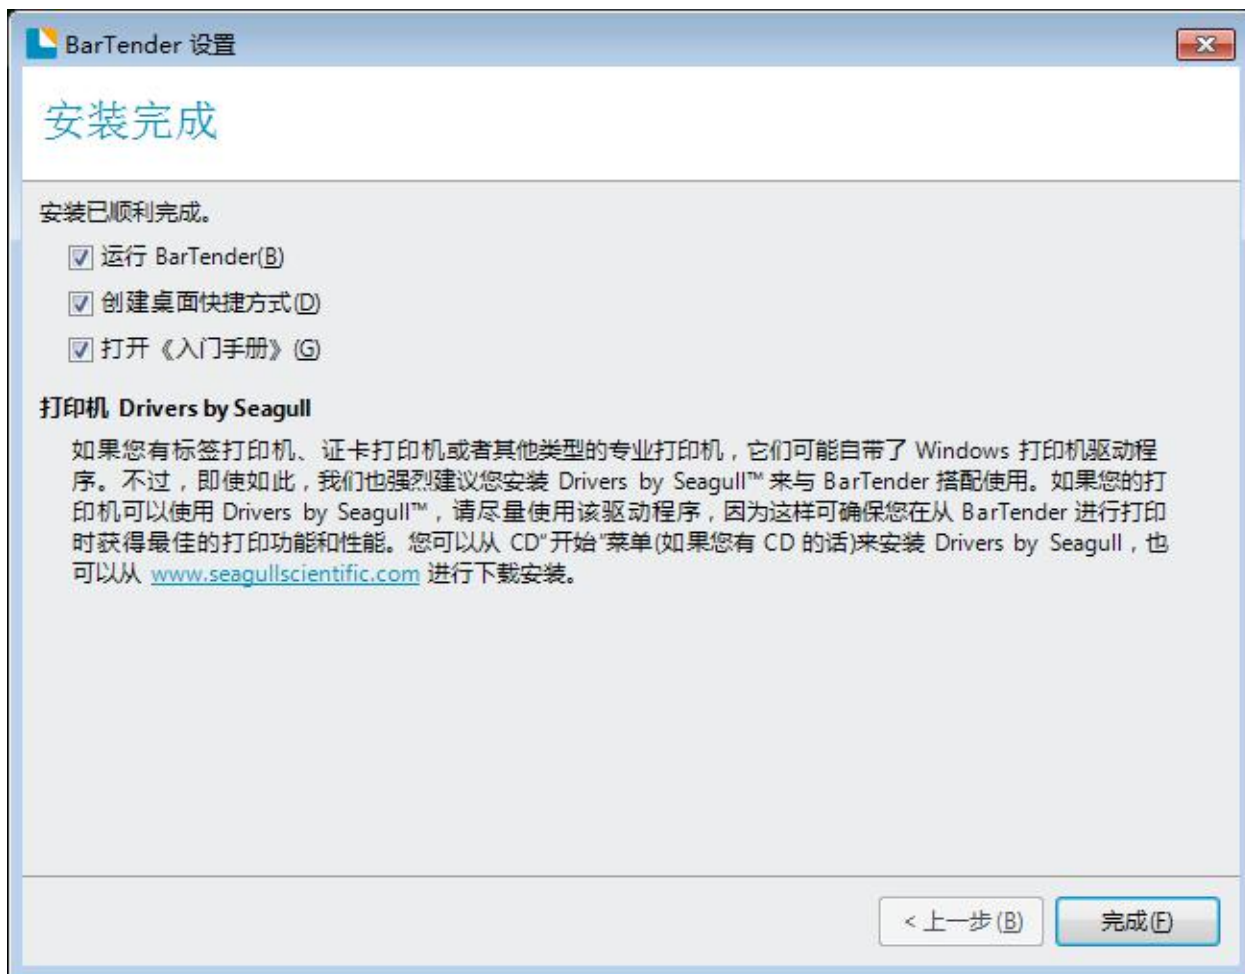 BarTender 设置
安装完成
安装已顺利完成。
运行 BarTender(B)
创建桌面快捷方式(D)
打开《入门手册》(G)
打印机 Drivers by Seagull
如果您有标签打印机、证卡打印机或者其他类型的专业打印机，它们可能自带了 Windows 打印机驱动程
序。不过，即使如此，我们也强烈建议您安装 Drivers by Seagull™ 来与 BarTender 搭配使用。如果您的打
印机可以使用 Drivers by Seagull™，请尽量使用该驱动程序，因为这样可确保您在从 BarTender 进行打印
时获得最佳的打印功能和性能。您可以从 CD"开始"菜单(如果您有 CD 的话)来安装 Drivers by Seagull，也
可以从 www.seagullscientific.com 进行下载安装。
< 上一步(B)
完成(F)